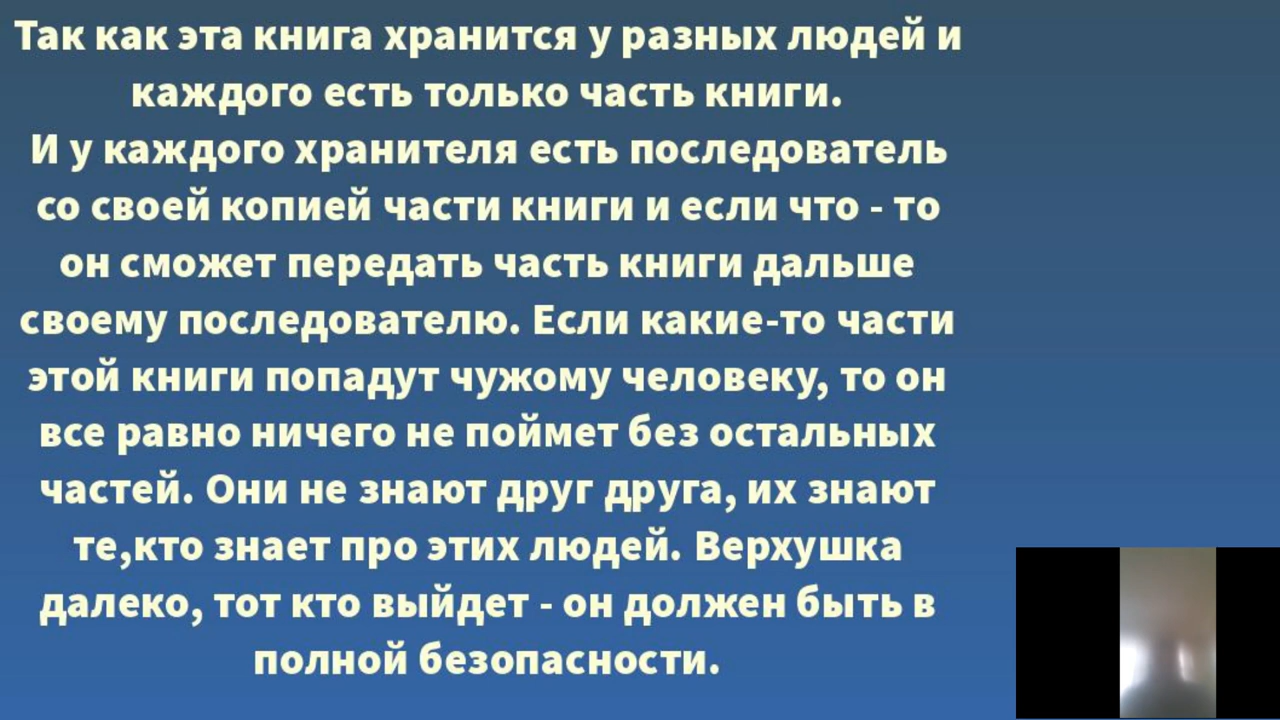 Так как эта книга хранится у разных людей и
каждого есть только часть книги.
И у каждого хранителя есть последователь
со своей копией части книги и если что - то
он сможет передать часть книги дальше
своему последователю. Если какие-то части
этой книги попадут чужому человеку, то он
все равно ничего не поймет без остальных
частей. Они не знают друг друга, их знают
те,кто знает про этих людей. Верхушка
далеко, тот кто выйдет - он должен быть в
полной безопасности.